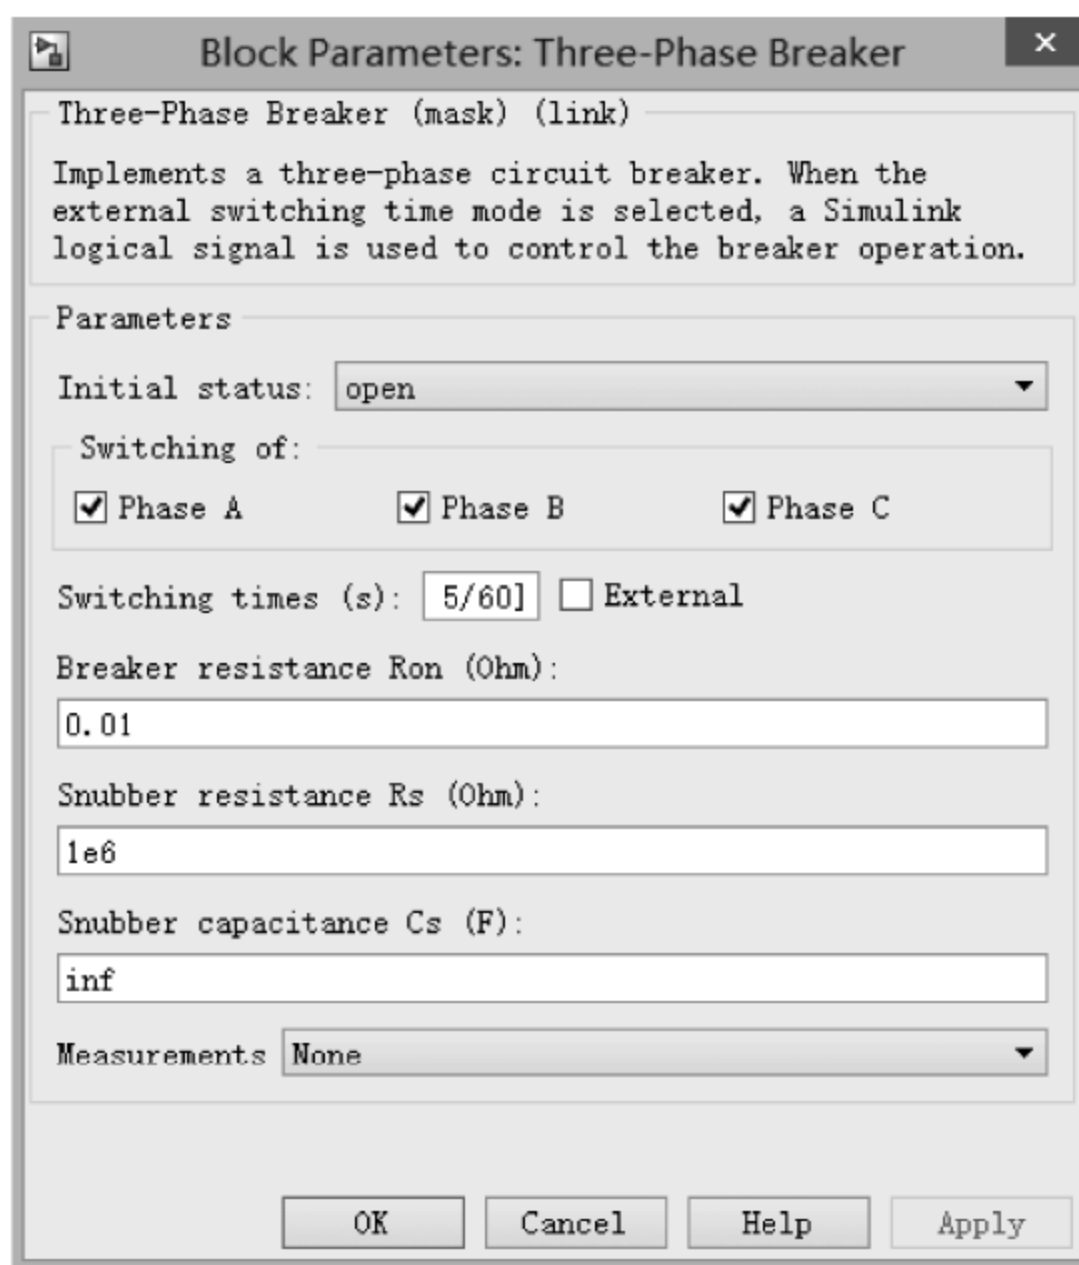 Block Parameters: Three-Phase Breaker
Three-Phase Breaker (mask) (link)
Implements a three-phase circuit breaker. When the
external switching time mode is selected, a Simulink
logical signal is used to control the breaker operation.
Parameters
Initial status: open
Switching of:
Phase A Phase B Phase C
Switching times (s): 5/60] External
Breaker resistance Ron (Ohm):
0.01
Snubber resistance Rs (Ohm):
1e6
Snubber capacitance Cs (F):
inf
Measurements None
OK Cancel Help Apply